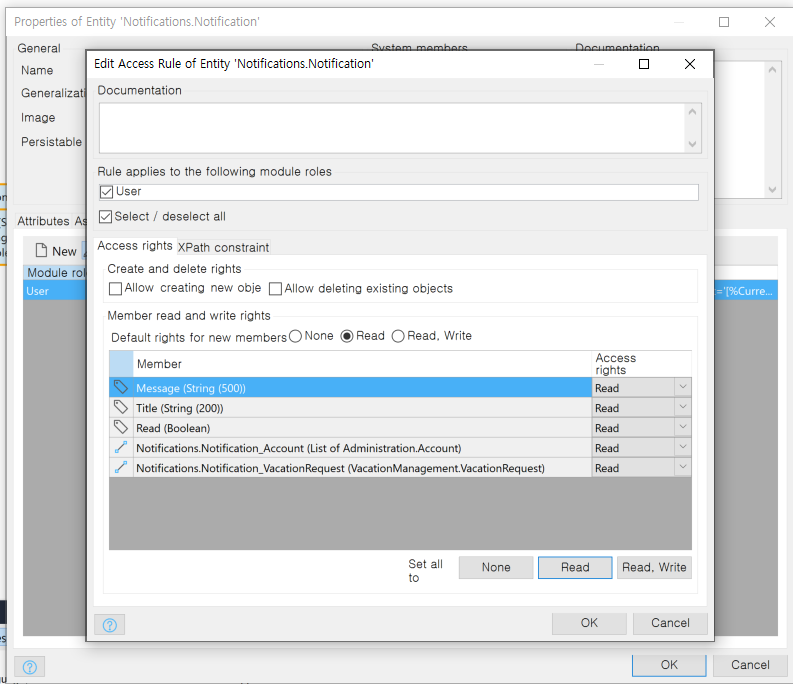 Properties of Entity 'Notifications.Notification'
General
System members
Documentation
Name
Generalizati
Image
Persistable
Attributes As
New
Module rol
User
='[%Curre...
OK
Cancel
Edit Access Rule of Entity 'Notifications.Notification'
Documentation
Rule applies to the following module roles
User
Select / deselect all
Access rights XPath constraint
Create and delete rights
Allow creating new obje Allow deleting existing objects
Member read and write rights
Default rights for new members None Read Read, Write
Member Access rights
Message (String (500)) Read
Title (String (200)) Read
Read (Boolean) Read
Notifications.Notification_Account (List of Administration.Account) Read
Notifications.Notification_VacationRequest (VacationManagement.VacationRequest) Read
Set all to
None Read Read, Write
OK Cancel